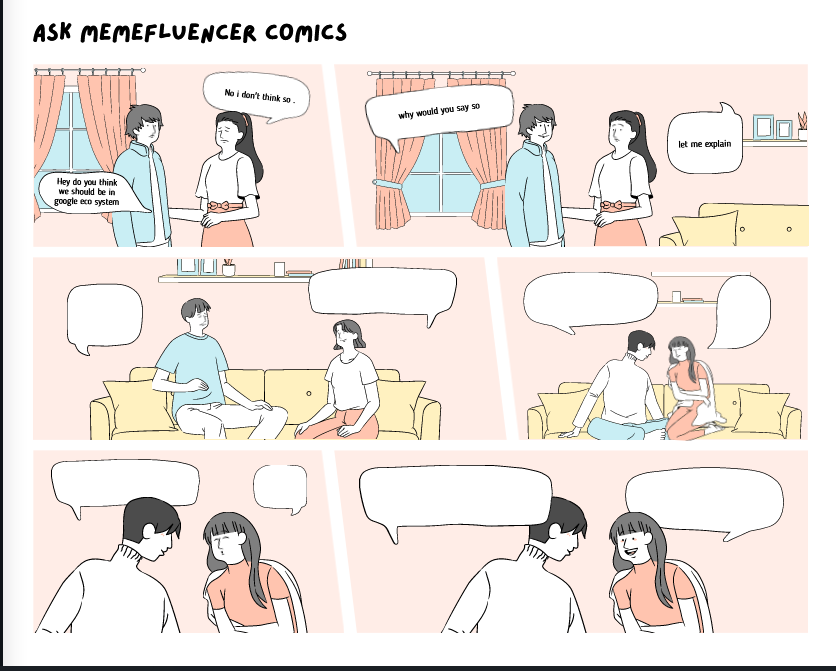 ASK MEMEFLUENCER COMICS
No i don't think so .
Hey do you think
we should be in
google eco system
why would you say so
let me explain